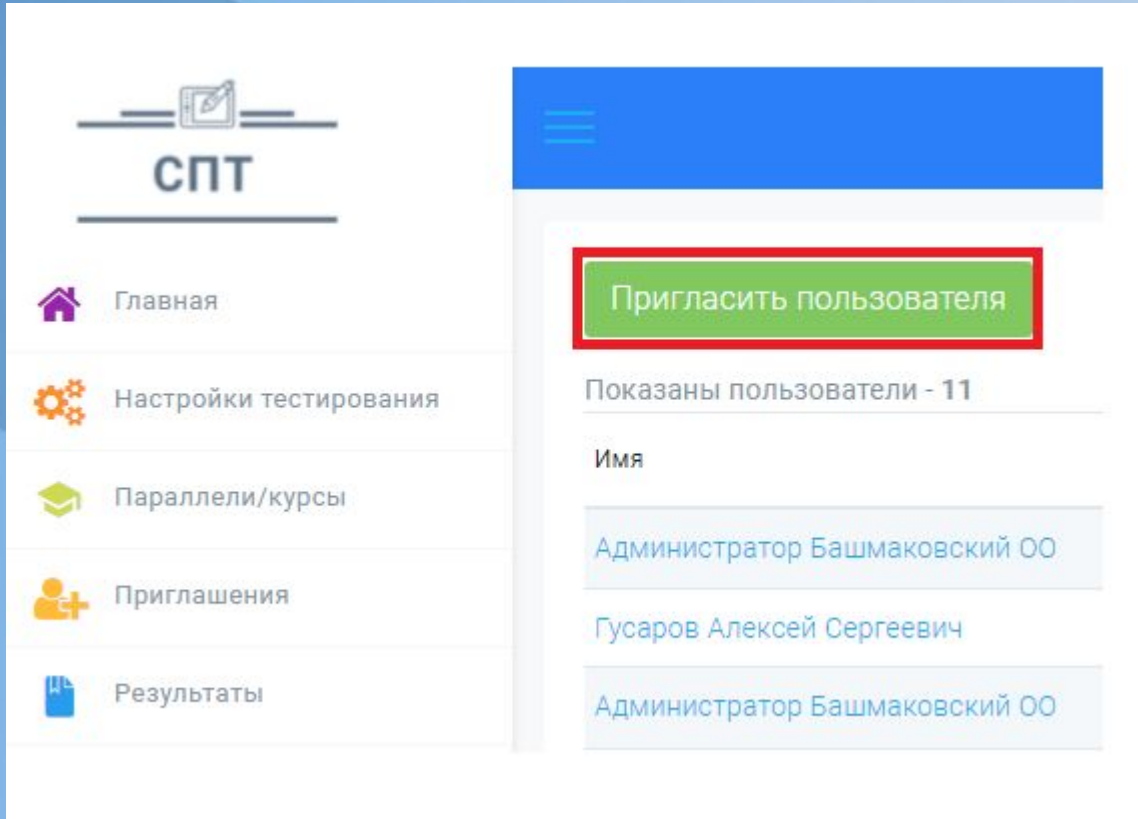 СПТ
Главная
Настройки тестирования
Параллели/курсы
Приглашения
Результаты
Пригласить пользователя
Показаны пользователи - 11
Имя
Администратор Башмаковский ОО
Гусаров Алексей Сергеевич
Администратор Башмаковский ОО